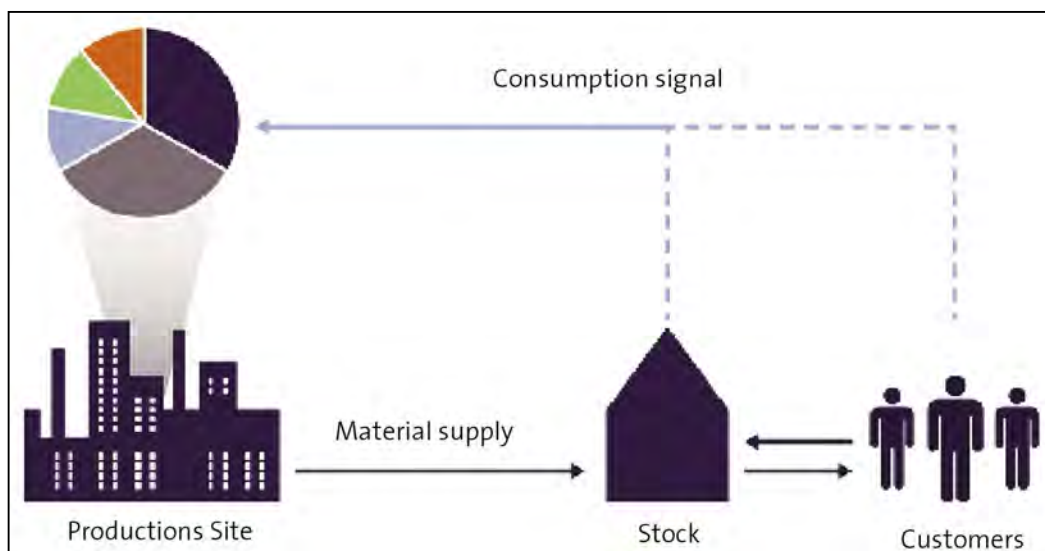 Consumption signal
Material supply
Productions Site
Stock
Customers